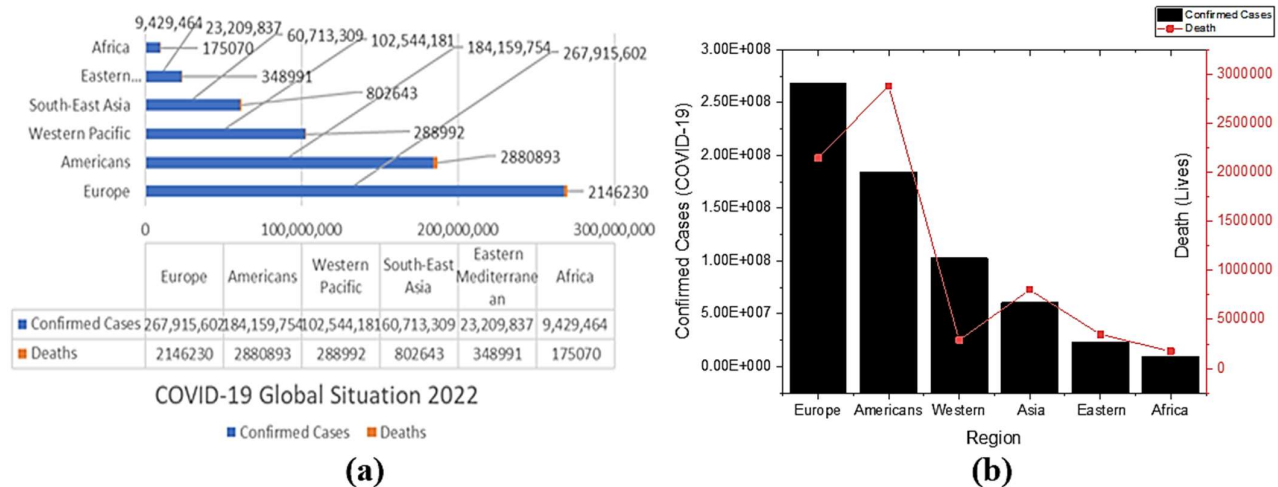 9,429,464
23,209,837
60,713,309
102,544,181
184,159,754
267,915,602
Africa
175070
Eastern...
348991
South-East Asia
802643
Western Pacific
288992
Americans
2880893
Europe
2146230
0 100,000,000 200,000,000 300,000,000
Europe Americans Western Pacific South-East Asia Eastern Mediterranean Africa
Confirmed Cases 267,915,602 184,159,754 102,544,181 60,713,309 23,209,837 9,429,464
Deaths 2146230 2880893 288992 802643 348991 175070
COVID-19 Global Situation 2022
Confirmed Cases Deaths
(a)
Confirmed Cases
Death
3.00E+008
2.50E+008
2.00E+008
1.50E+008
1.00E+008
5.00E+007
0.00E+000
Confirmed Cases (COVID-19)
3000000
2500000
2000000
1500000
1000000
500000
0
Death (Lives)
Europe Americans Western Asia Eastern Africa
Region
(b)